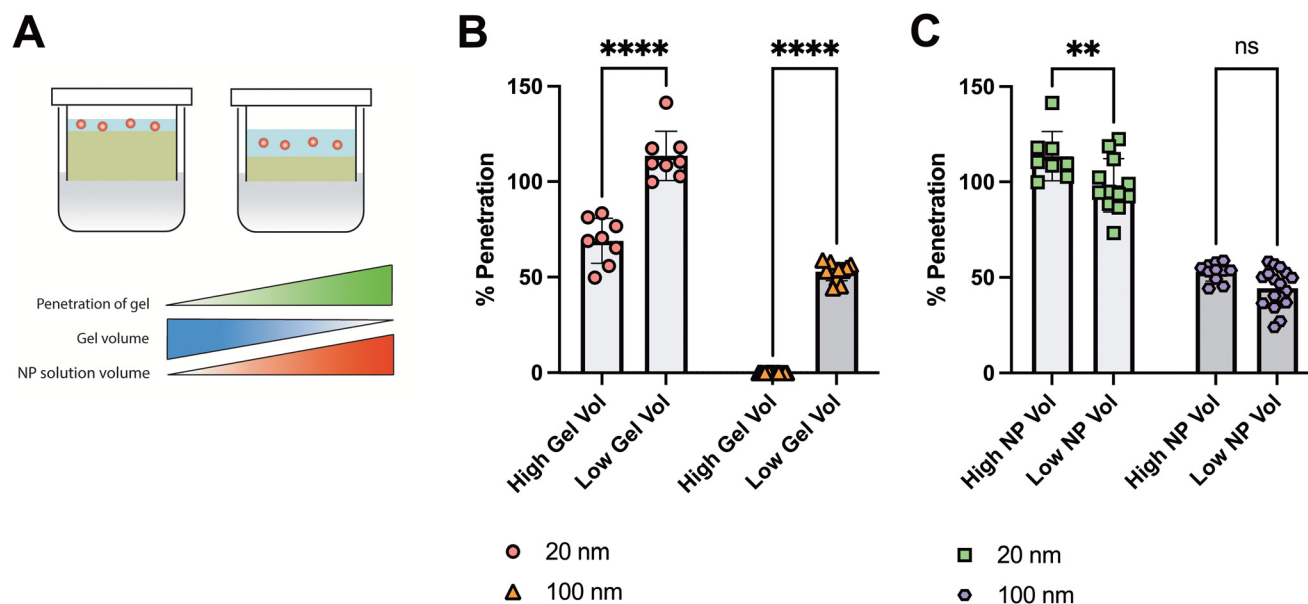 A
Penetration of gel
Gel volume
NP solution volume
B
****
****
% Penetration
150
100
50
0
High Gel Vol
Low Gel Vol
High Gel Vol
Low Gel Vol
20 nm
100 nm
C
**
ns
% Penetration
150
100
50
0
High NP Vol
Low NP Vol
High NP Vol
Low NP Vol
20 nm
100 nm